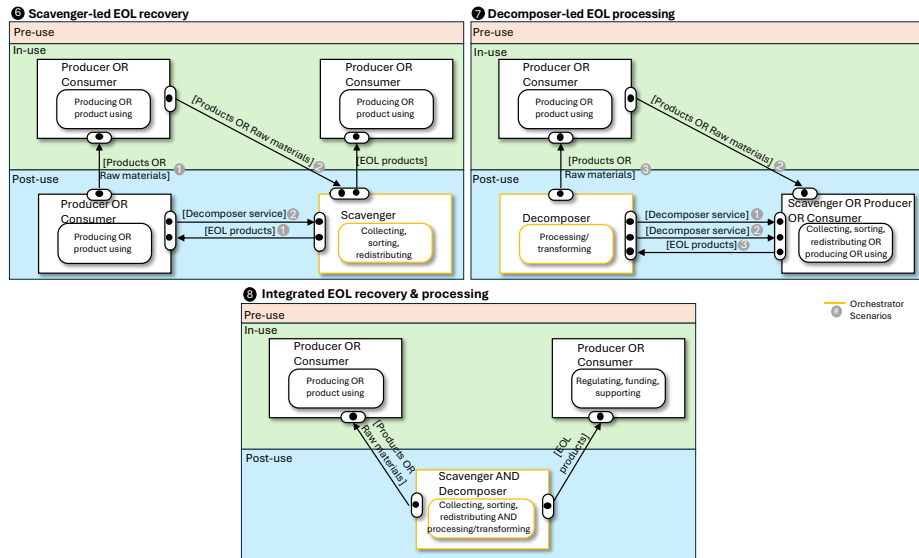 ❻ Scavenger-led EOL recovery
Pre-use
In-use
Producer OR
Consumer
Producing OR
product using
Producer OR
Consumer
Producing OR
product using
[Products OR Raw materials] 2
[Products OR
Raw materials] 1
[EOL products]
Post-use
Producer OR
Consumer
Producing OR
product using
[Decomposer service] 2
[EOL products] 1
Scavenger
Collecting,
sorting,
redistributing
❼ Decomposer-led EOL processing
Pre-use
In-use
Producer OR
Consumer
Producing OR
product using
[Products OR Raw materials] 2
[Products OR
Raw materials] 3
Post-use
Decomposer
Processing/
transforming
[Decomposer service] 1
[Decomposer service] 2
[EOL products] 3
Scavenger OR Producer
OR Consumer
Collecting, sorting,
redistributing OR
producing OR using
❽ Integrated EOL recovery & processing
Pre-use
In-use
Producer OR
Consumer
Producing OR
product using
Producer OR
Consumer
Regulating, funding,
supporting
[Products OR
Raw materials]
[EOL
products]
Post-use
Scavenger AND
Decomposer
Collecting, sorting,
redistributing AND
processing/transforming
Orchestrator
# Scenarios